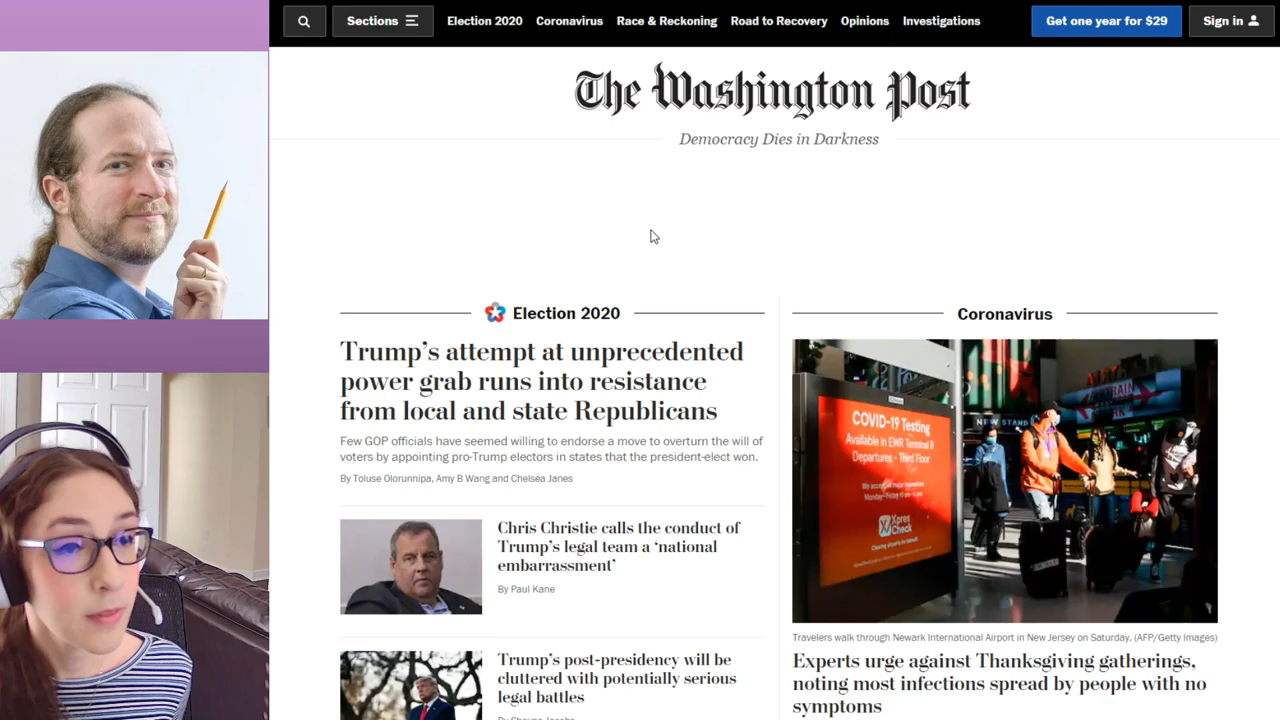 Sections
Election 2020
Coronavirus
Race & Reckoning
Road to Recovery
Opinions
Investigations
Get one year for $29
Sign in
The Washington Post
Democracy Dies in Darkness
Election 2020
Trump's attempt at unprecedented
power grab runs into resistance
from local and state Republicans
Few GOP officials have seemed willing to endorse a move to overturn the will of
voters by appointing pro-Trump electors in states that the president-elect won.
By Toluse Olorunnipa, Amy B Wang and Chelsea Janes
Chris Christie calls the conduct of
Trump's legal team a 'national
embarrassment'
By Paul Kane
Trump's post-presidency will be
cluttered with potentially serious
legal battles
Coronavirus
COVID-19 Testing
Available in EWR Terminal B
Departures - Third Floor
XpresCheck
NEW STAND
Travelers walk through Newark International Airport in New Jersey on Saturday. (AFP/Getty Images)
Experts urge against Thanksgiving gatherings,
noting most infections spread by people with no
symptoms